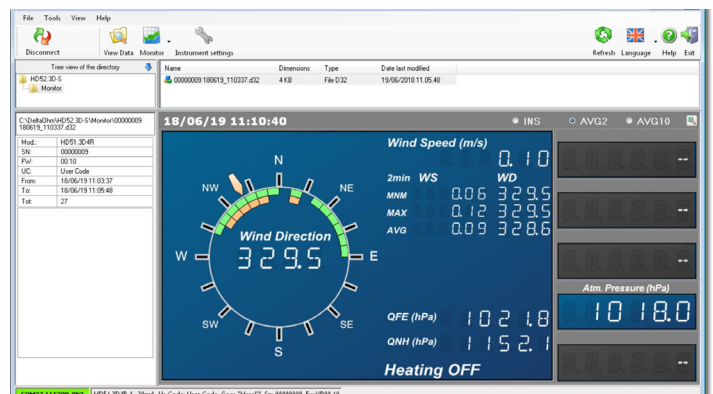 File Tools View Help
Disconnect View Data Monitor Instrument settings Refresh Language Help Exit
Tree view of the directory
HD52.3D-S
Monitor
Name Dimensions Type Date last modified
00000009 180619_110337.d32 4 KB File D32 19/06/2018 11.05.48
C:\DeltaOhm\HD52.3D-S\Monitor\00000009
180619_110337.d32
Mod.: HD51.3D4R
SN: 00000009
FW: 00.10
UC: User Code
From: 18/06/19 11:03:37
To: 18/06/19 11:05:48
Tot: 27
18/06/19 11:10:40 INS AVG2 AVG10
N
NE
E
SE
S
SW
W
NW
Wind Direction
329.5
Wind Speed (m/s)
0.10
2min WS WD
MNM 0.06 329.5
MAX 0.12 329.5
AVG 0.09 328.6
QFE (hPa) 1021.8
QNH (hPa) 1152.1
Heating OFF
--
--
--
Atm. Pressure (hPa)
1018.0
--